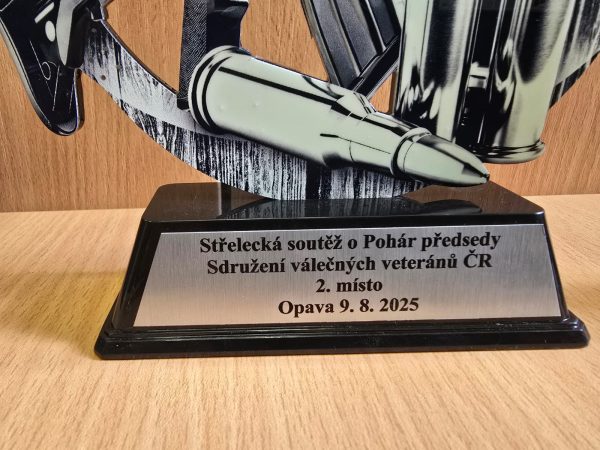 Střelecká soutěž o Pohár předsedy
Sdružení válečných veteránů ČR
2. místo
Opava 9. 8. 2025